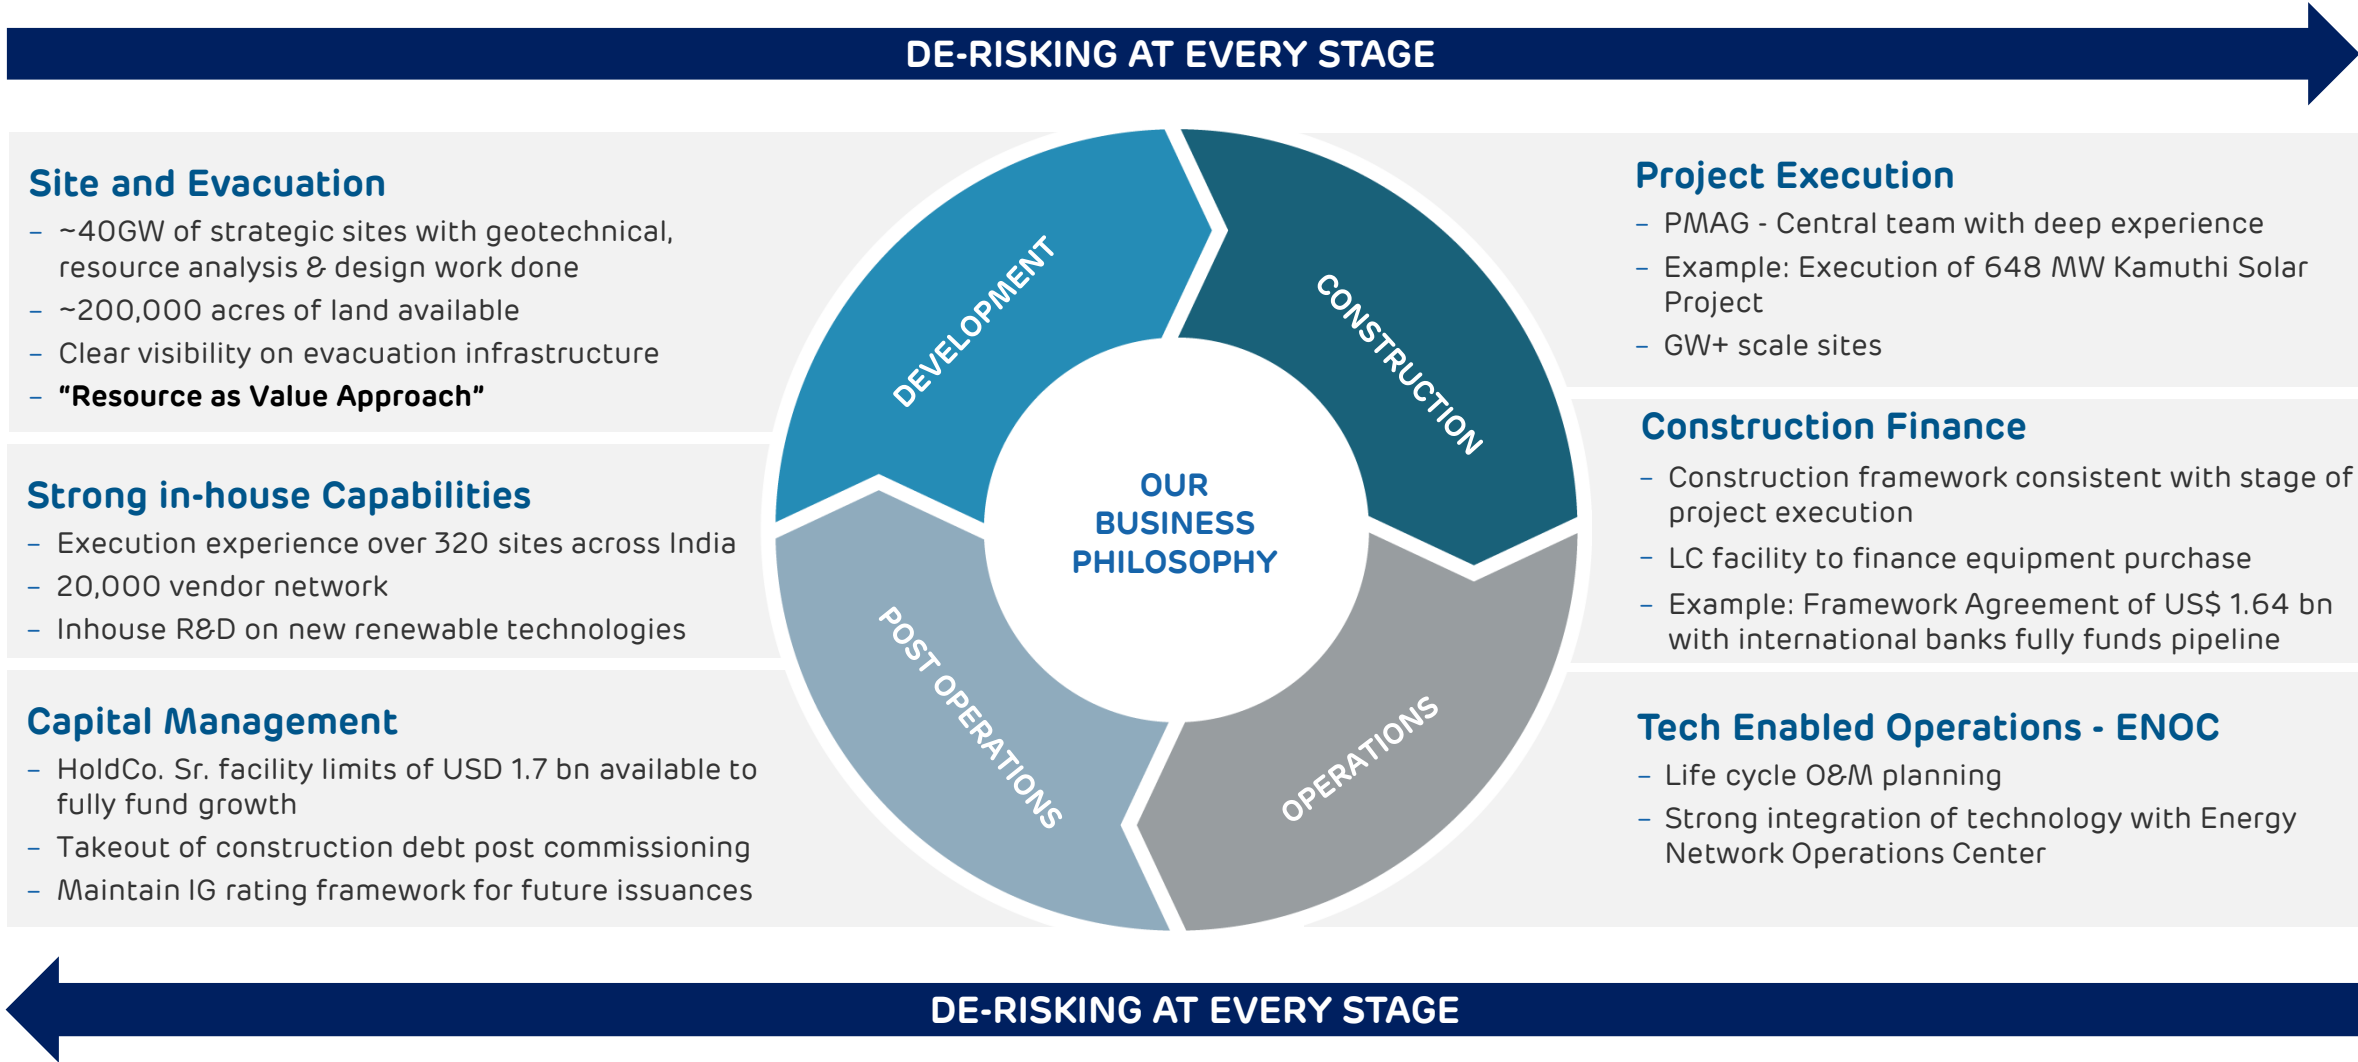 DE-RISKING AT EVERY STAGE
Site and Evacuation
– ~40GW of strategic sites with geotechnical,
resource analysis & design work done
– ~200,000 acres of land available
– Clear visibility on evacuation infrastructure
– “Resource as Value Approach”
Strong in-house Capabilities
– Execution experience over 320 sites across India
– 20,000 vendor network
– Inhouse R&D on new renewable technologies
Capital Management
– HoldCo. Sr. facility limits of USD 1.7 bn available to
fully fund growth
– Takeout of construction debt post commissioning
– Maintain IG rating framework for future issuances
DEVELOPMENT
CONSTRUCTION
OUR
BUSINESS
PHILOSOPHY
POST OPERATIONS
OPERATIONS
Project Execution
– PMAG - Central team with deep experience
– Example: Execution of 648 MW Kamuthi Solar
Project
– GW+ scale sites
Construction Finance
– Construction framework consistent with stage of
project execution
– LC facility to finance equipment purchase
– Example: Framework Agreement of US$ 1.64 bn
with international banks fully funds pipeline
Tech Enabled Operations - ENOC
– Life cycle O&M planning
– Strong integration of technology with Energy
Network Operations Center
DE-RISKING AT EVERY STAGE